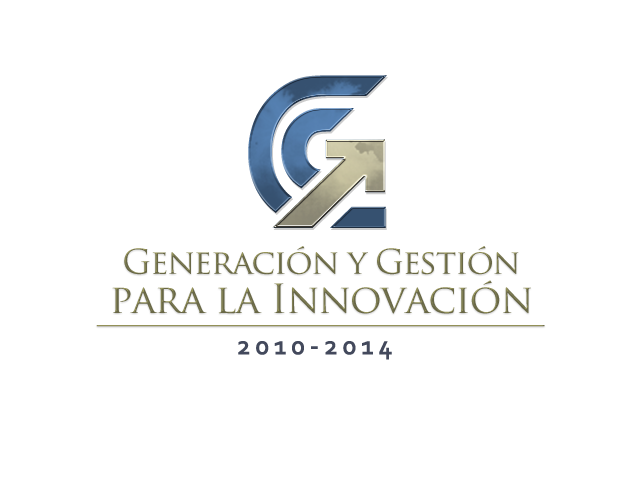 Generación y Gestión
para la Innovación
2010-2014